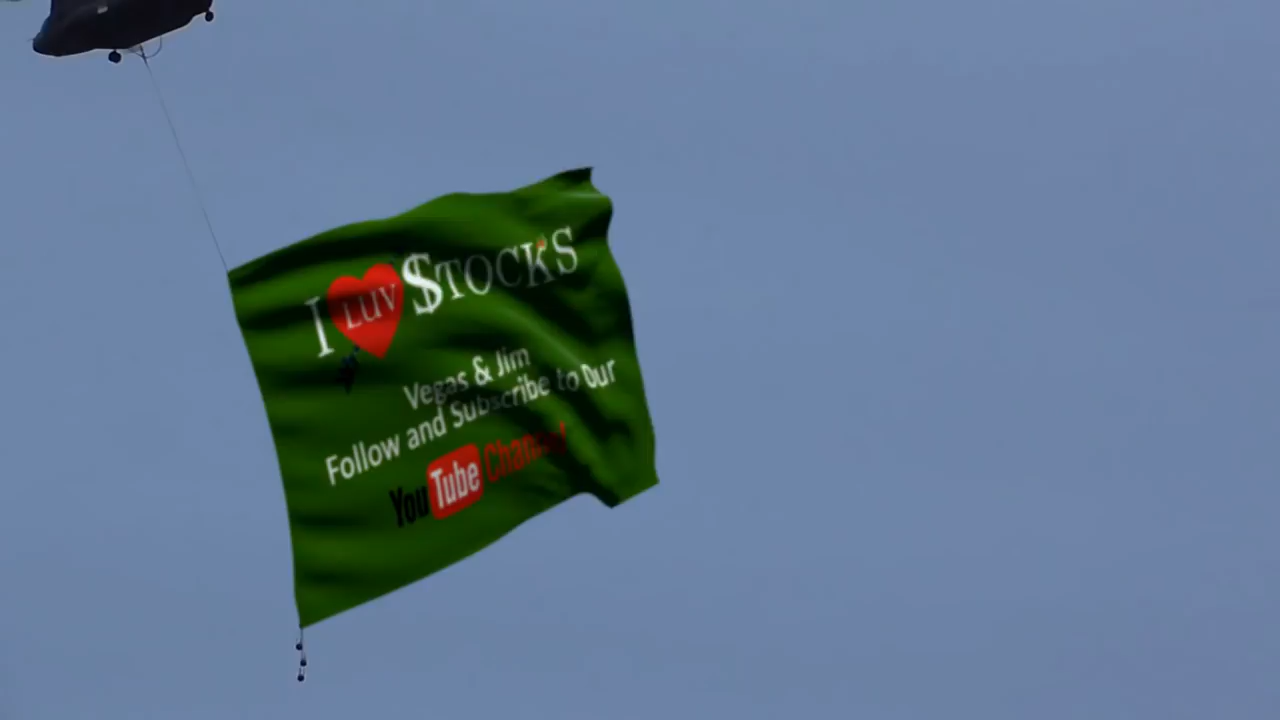 I LUV $TOCKS
Vegas & Jim
Follow and Subscribe to Our
YouTube Channel